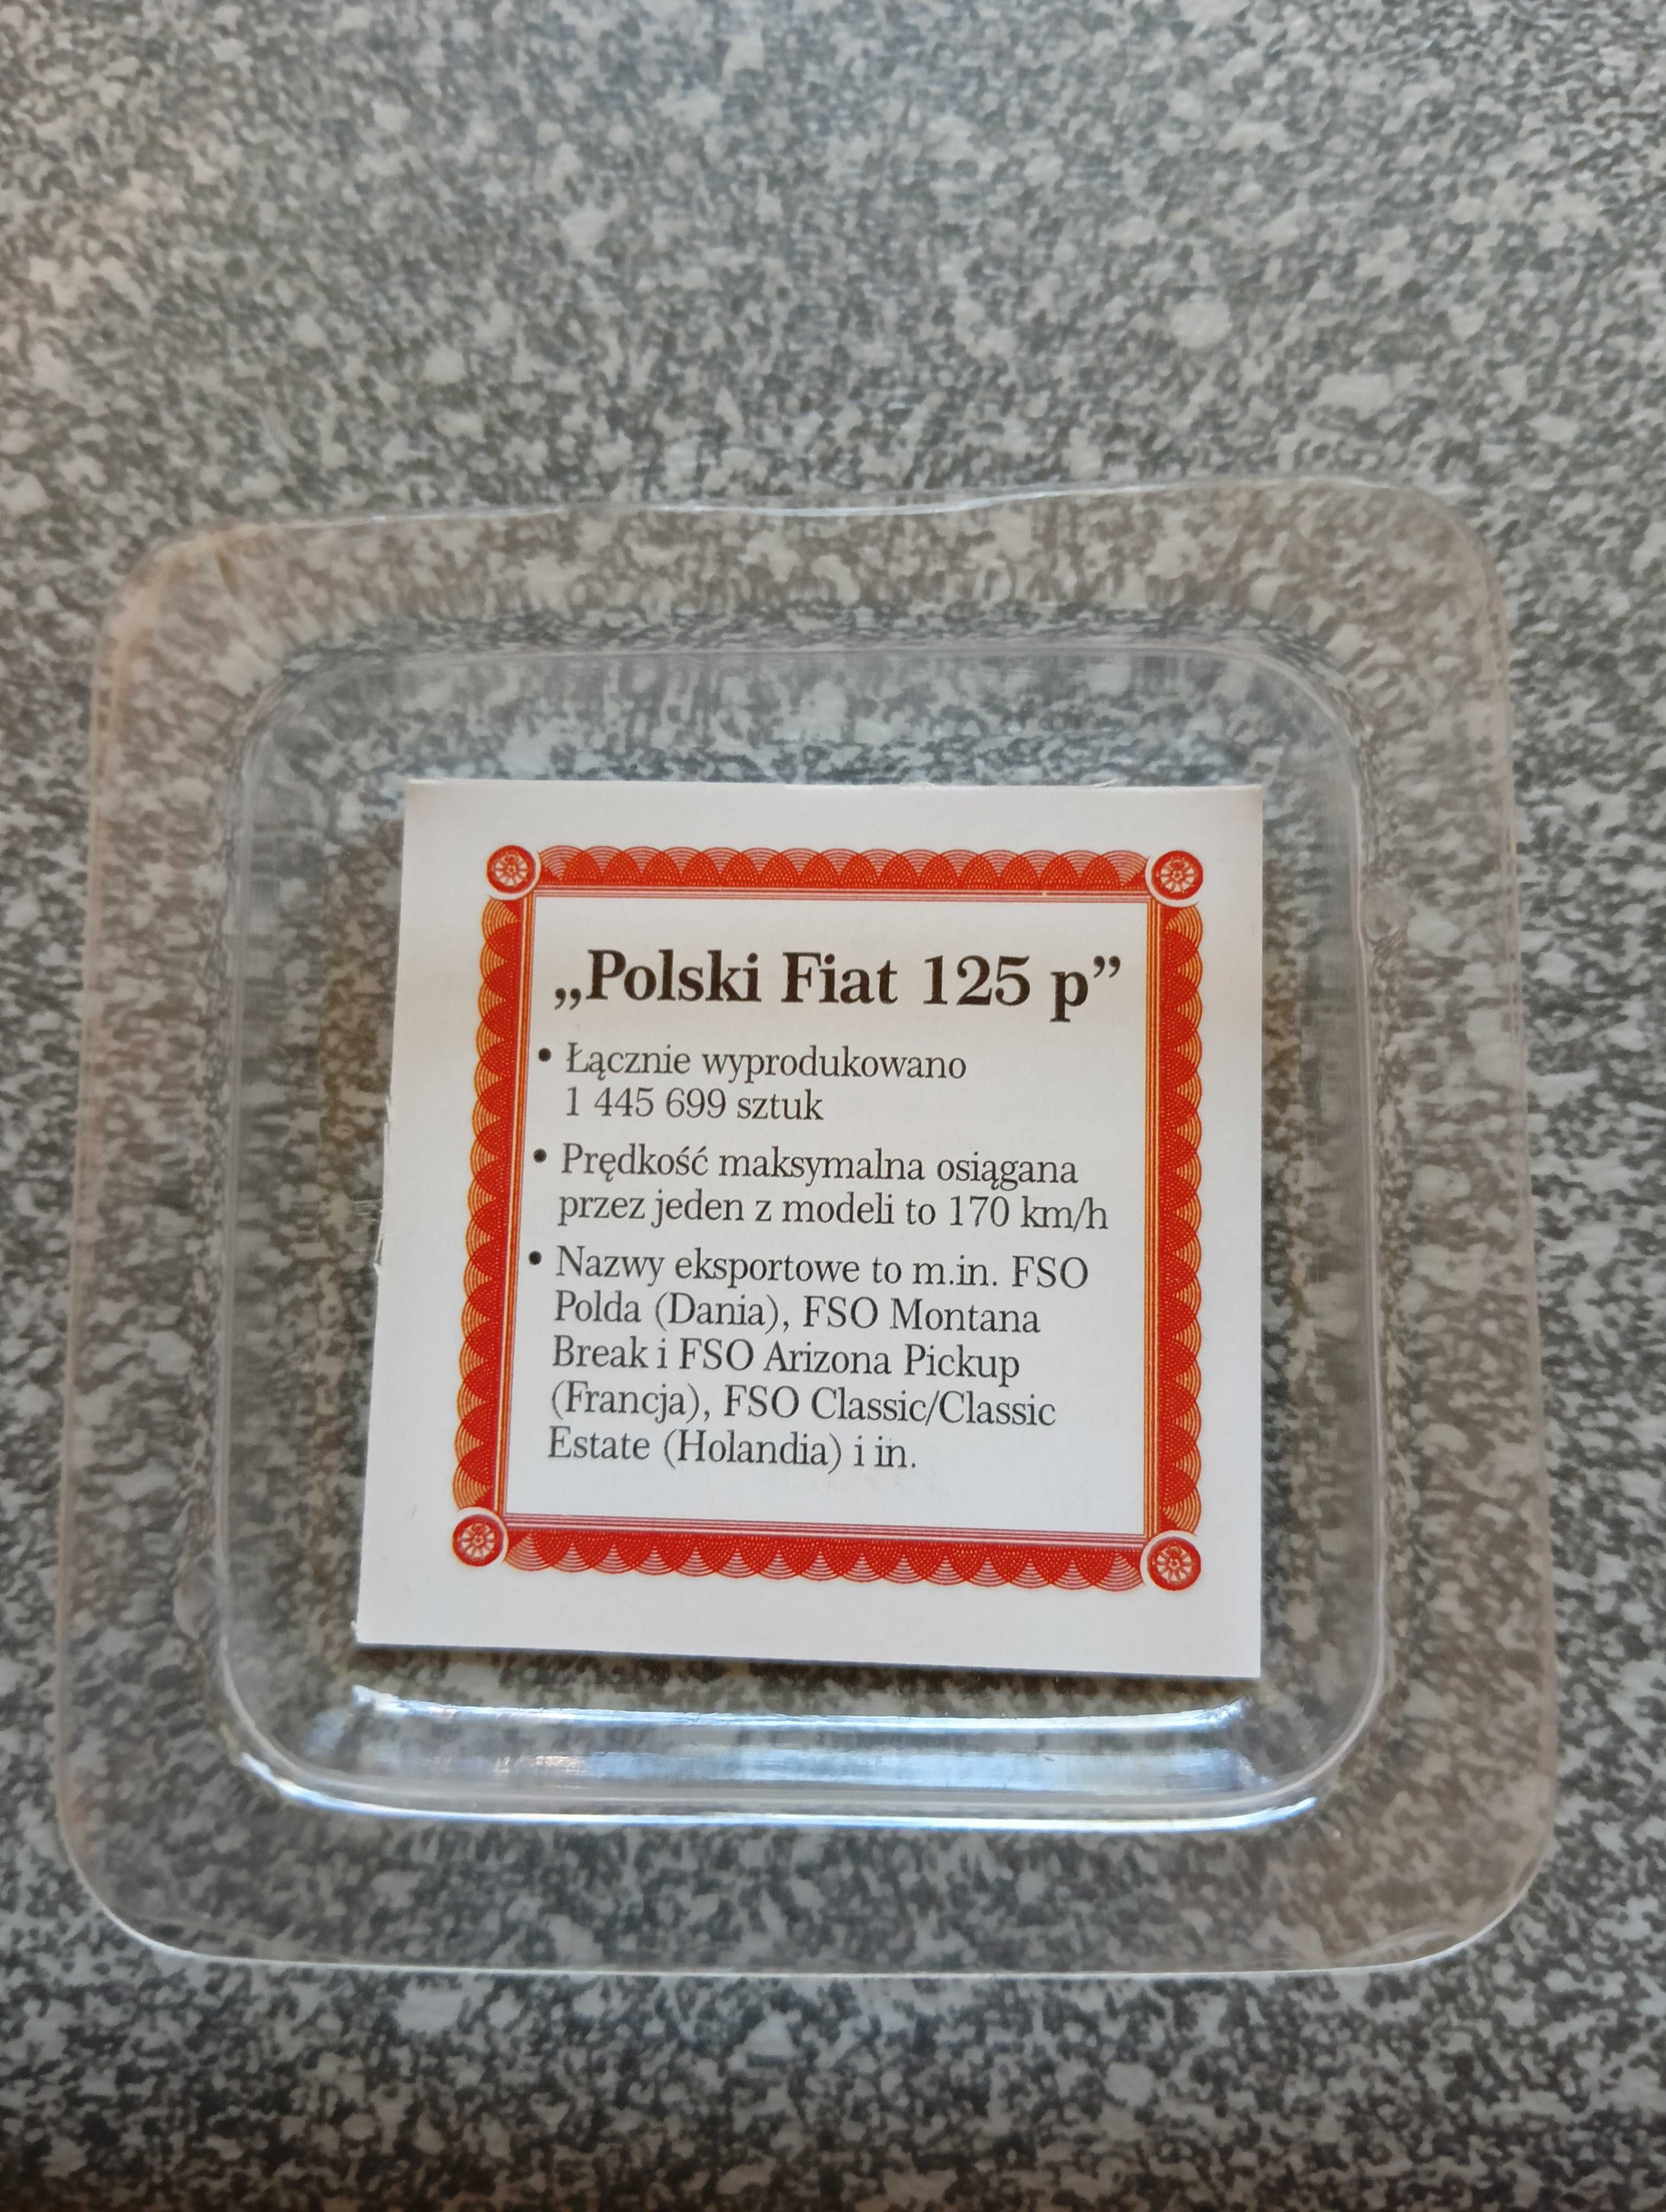 „Polski Fiat 125 p”
• Łącznie wyprodukowano
1 445 699 sztuk
• Prędkość maksymalna osiągana
przez jeden z modeli to 170 km/h
• Nazwy eksportowe to m.in. FSO
Polda (Dania), FSO Montana
Break i FSO Arizona Pickup
(Francja), FSO Classic/Classic
Estate (Holandia) i in.